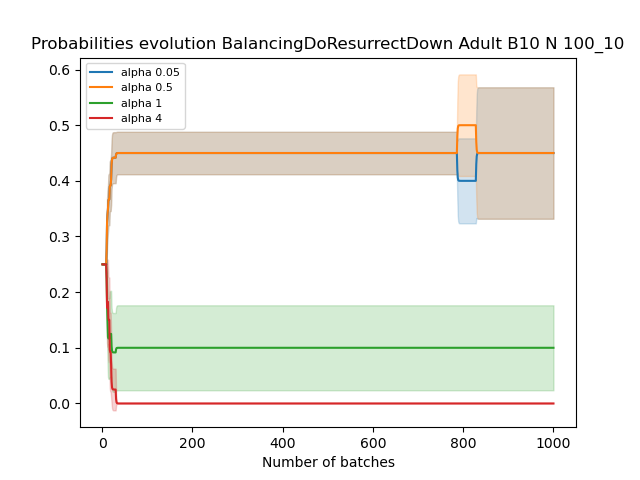 Probabilities evolution BalancingDoResurrectDown Adult B10 N 100_10
alpha 0.05
alpha 0.5
alpha 1
alpha 4
0.6
0.5
0.4
0.3
0.2
0.1
0.0
0 200 400 600 800 1000
Number of batches